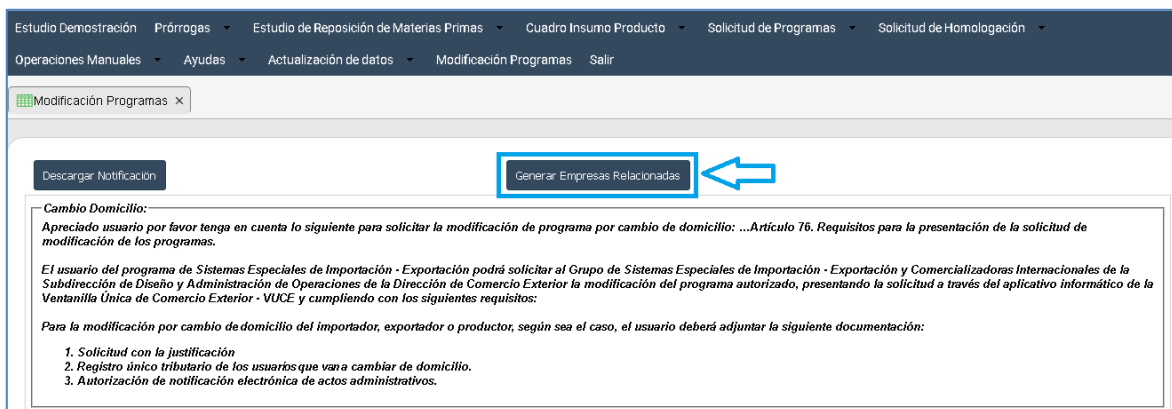 Estudio Demostración Prórrogas Estudio de Reposición de Materias Primas Cuadro Insumo Producto Solicitud de Programas Solicitud de Homologación
Operaciones Manuales Ayudas Actualización de datos Modificación Programas Salir
Modificación Programas ×
Descargar Notificación Generar Empresas Relacionadas
Cambio Domicilio:
Apreciado usuario por favor tenga en cuenta lo siguiente para solicitar la modificación de programa por cambio de domicilio: ...Artículo 76. Requisitos para la presentación de la solicitud de
modificación de los programas.
El usuario del programa de Sistemas Especiales de Importación - Exportación podrá solicitar al Grupo de Sistemas Especiales de Importación - Exportación y Comercializadoras Internacionales de la
Subdirección de Diseño y Administración de Operaciones de la Dirección de Comercio Exterior la modificación del programa autorizado, presentando la solicitud a través del aplicativo informático de la
Ventanilla Única de Comercio Exterior - VUCE y cumpliendo con los siguientes requisitos:
Para la modificación por cambio de domicilio del importador, exportador o productor, según sea el caso, el usuario deberá adjuntar la siguiente documentación:
1. Solicitud con la justificación
2. Registro único tributario de los usuarios que van a cambiar de domicilio.
3. Autorización de notificación electrónica de actos administrativos.